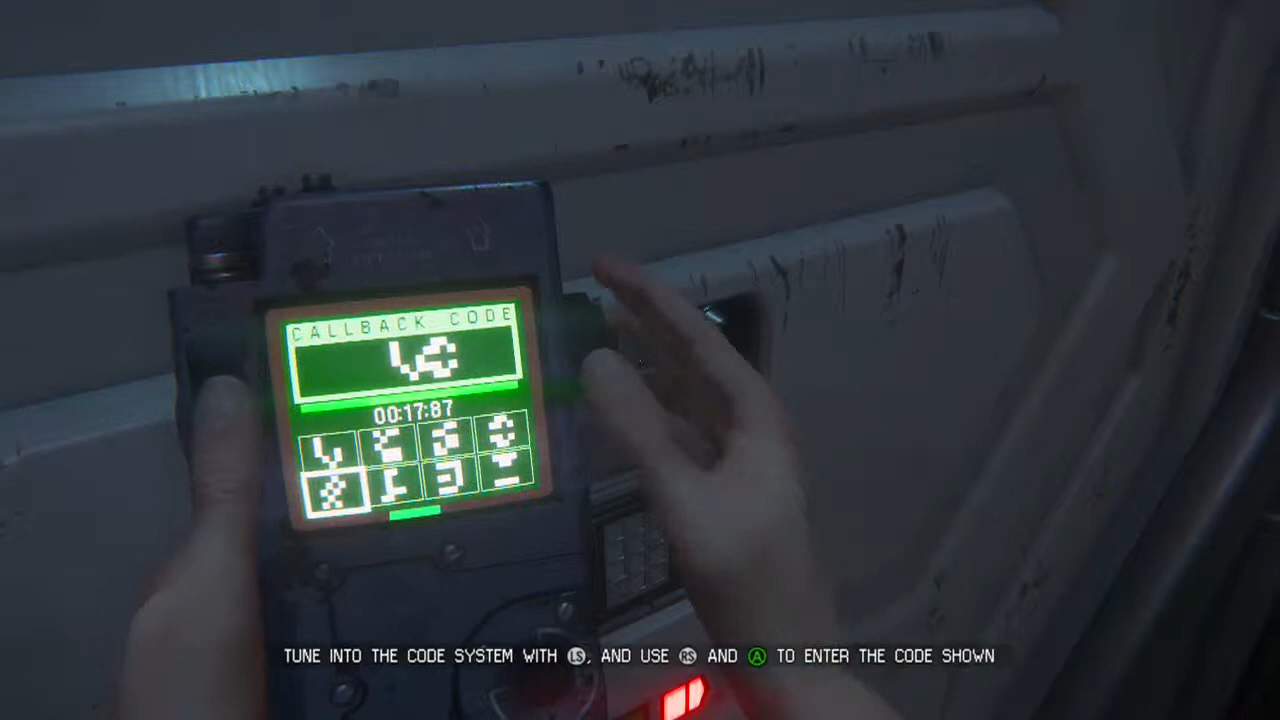 CALLBACK CODE
00:17:87
TUNE INTO THE CODE SYSTEM WITH LS, AND USE RS AND A TO ENTER THE CODE SHOWN